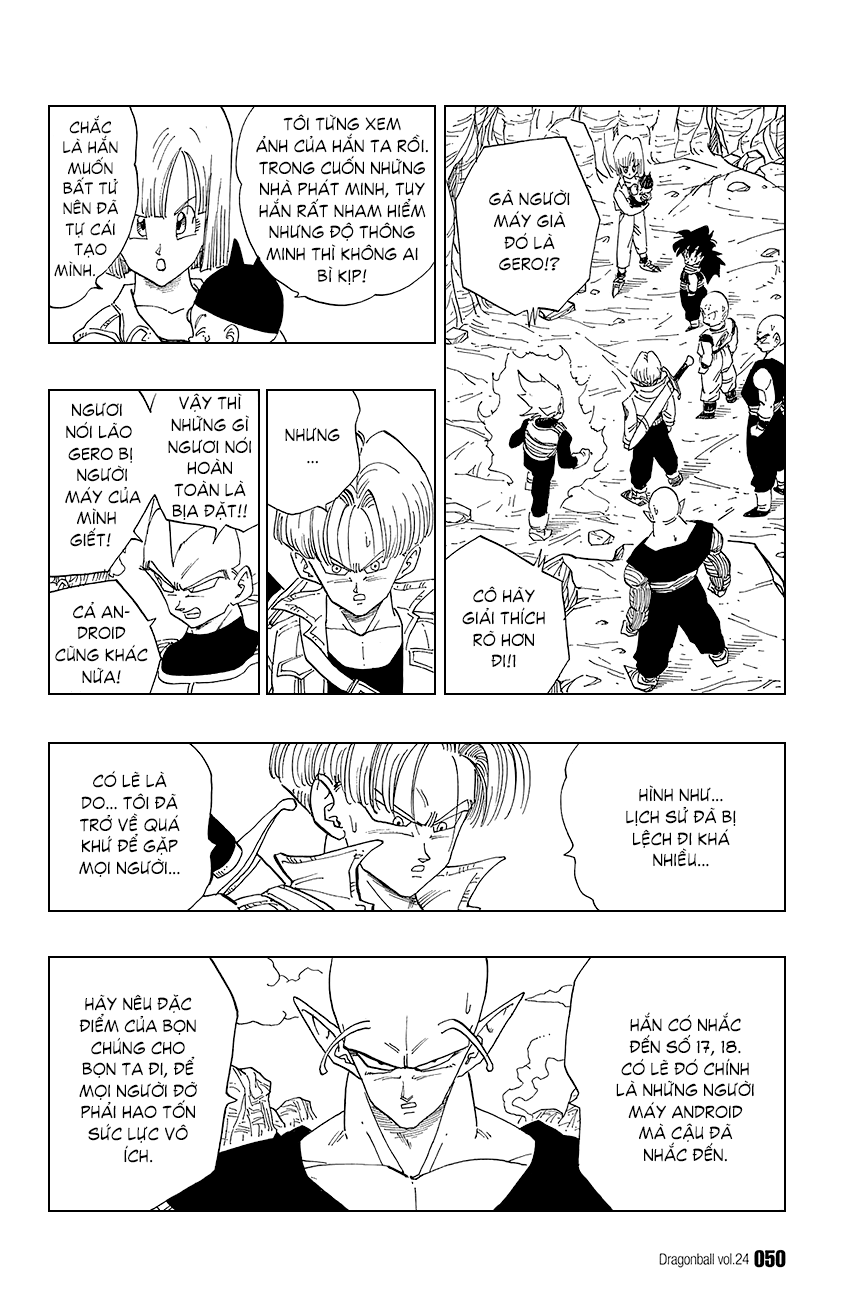 GÃ NGƯỜI
MÁY GIÀ
ĐÓ LÀ
GERO!?
CÔ HÃY
GIẢI THÍCH
RÕ HƠN
ĐI!1
TÔI TỪNG XEM
ẢNH CỦA HẮN TA RỒI.
TRONG CUỐN NHỮNG
NHÀ PHÁT MINH, TUY
HẮN RẤT NHAM HIỂM
NHƯNG ĐỘ THÔNG
MINH THÌ KHÔNG AI
BÌ KỊP!
CHẮC
LÀ HẮN
MUỐN
BẤT TỬ
NÊN ĐÃ
TỰ CẢI
TẠO
MÌNH.
NHƯNG
...
VẬY THÌ
NHỮNG GÌ
NGƯƠI NÓI
HOÀN
TOÀN LÀ
BỊA ĐẶT!!
NGƯƠI
NÓI LÃO
GERO BỊ
NGƯỜI
MÁY CỦA
MÌNH
GIẾT!
CẢ AN-
DROID
CŨNG KHÁC
NỮA!
HÌNH NHƯ...
LỊCH SỬ ĐÃ BỊ
LỆCH ĐI KHÁ
NHIỀU...
CÓ LẼ LÀ
DO... TÔI ĐÃ
TRỞ VỀ QUÁ
KHỨ ĐỂ GẶP
MỌI NGƯỜI...
HẮN CÓ NHẮC
ĐẾN SỐ 17, 18.
CÓ LẼ ĐÓ CHÍNH
LÀ NHỮNG NGƯỜI
MÁY ANDROID
MÀ CẬU ĐÃ
NHẮC ĐẾN.
HÃY NÊU ĐẶC
ĐIỂM CỦA BỌN
CHÚNG CHO
BỌN TA ĐI, ĐỂ
MỌI NGƯỜI ĐỠ
PHẢI HAO TỔN
SỨC LỰC VÔ
ÍCH.
Dragonball vol.24 050